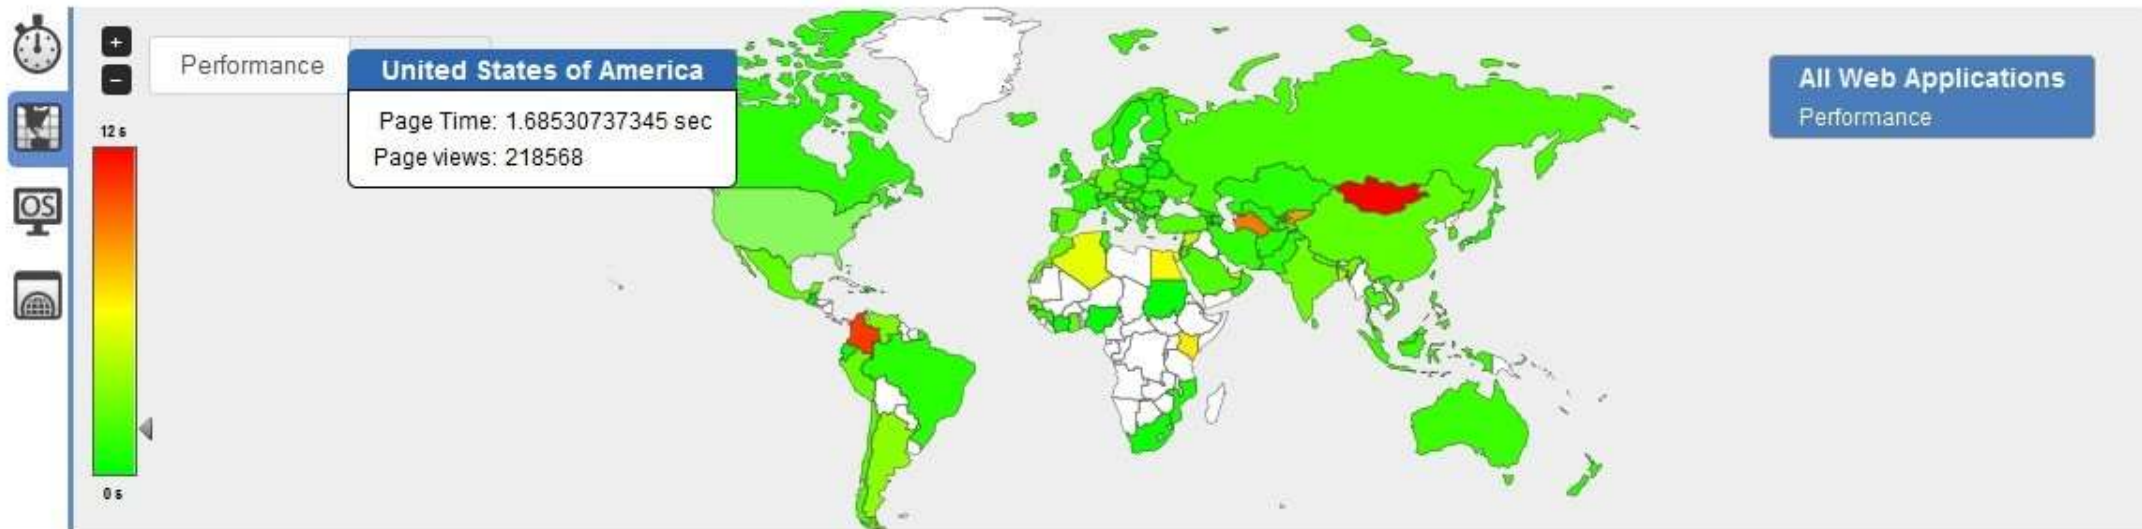 +
Performance
-
12 s
0 s
OS
United States of America
Page Time: 1.68530737345 sec
Page views: 218568
All Web Applications
Performance